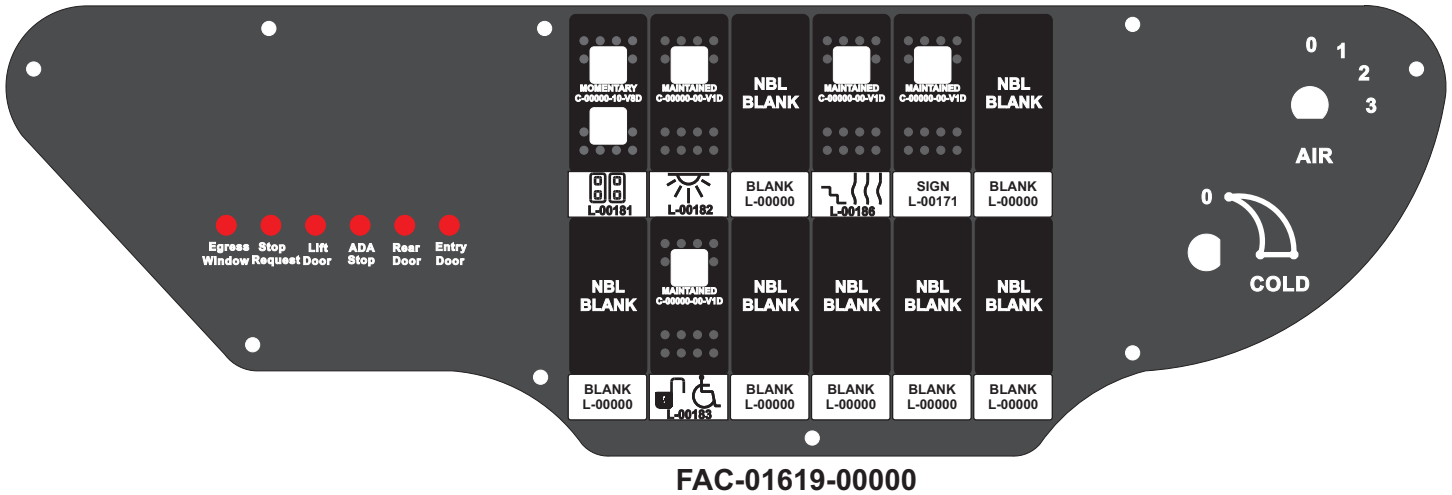 MOMENTARY
C-00000-10-V8D
MAINTAINED
C-00000-00-V1D
NBL
BLANK
MAINTAINED
C-00000-00-V1D
MAINTAINED
C-00000-00-V1D
NBL
BLANK
L-00181
L-00182
BLANK
L-00000
L-00186
SIGN
L-00171
BLANK
L-00000
NBL
BLANK
MAINTAINED
C-00000-00-V1D
NBL
BLANK
NBL
BLANK
NBL
BLANK
NBL
BLANK
BLANK
L-00000
L-00183
BLANK
L-00000
BLANK
L-00000
BLANK
L-00000
BLANK
L-00000
Egress
Window
Stop
Request
Lift
Door
ADA
Stop
Rear
Door
Entry
Door
0
1
2
3
AIR
0
COLD
FAC-01619-00000